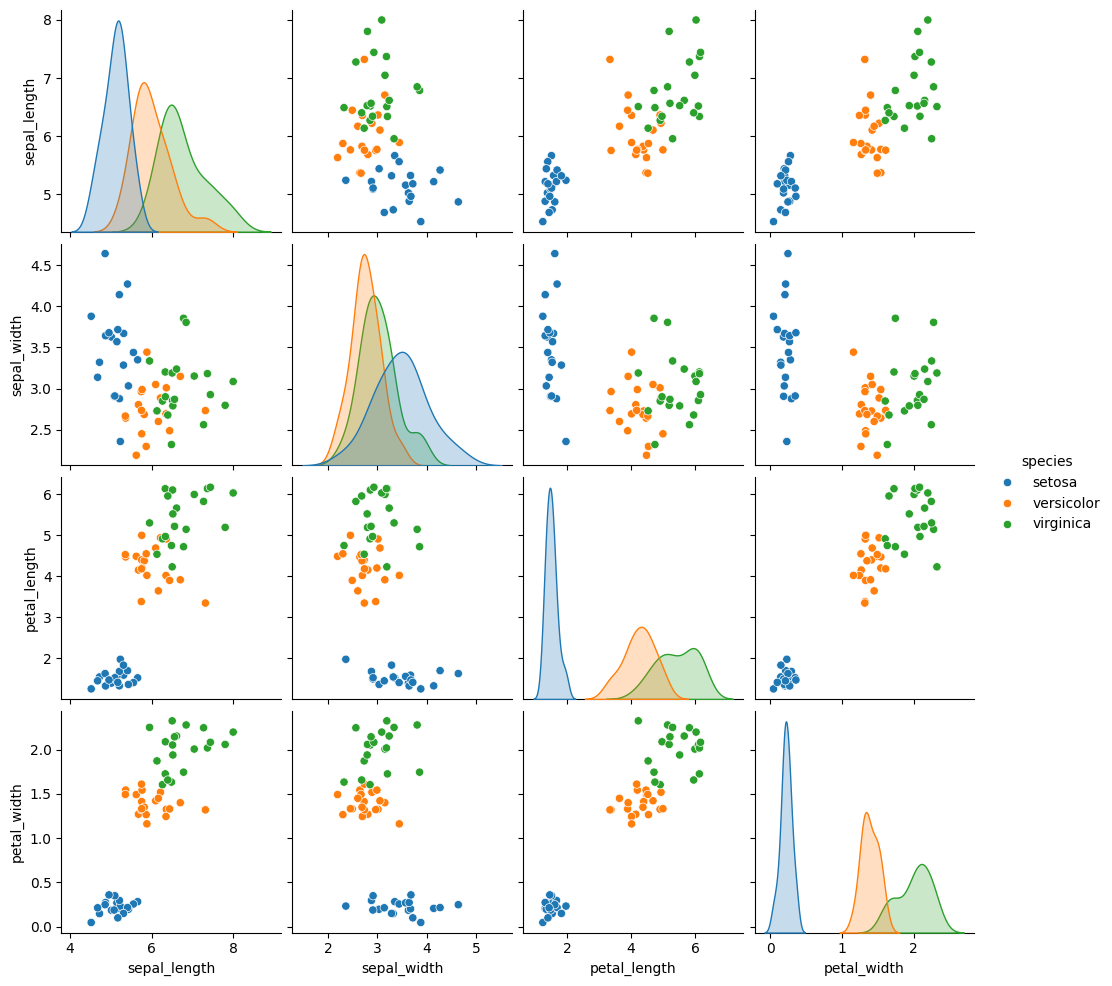 sepal_length
8
7
6
5
sepal_width
4.5
4.0
3.5
3.0
2.5
petal_length
6
5
4
3
2
petal_width
2.0
1.5
1.0
0.5
0.0
4 6 8
sepal_length
2 3 4 5
sepal_width
2 4 6
petal_length
0 1 2
petal_width
species
setosa
versicolor
virginica